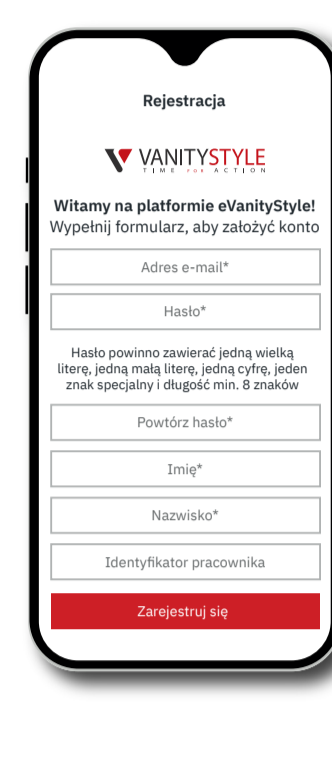 Rejestracja
VANITYSTYLE
TIME FOR ACTION
Witamy na platformie eVanityStyle!
Wypełnij formularz, aby założyć konto
Adres e-mail*
Hasło*
Hasło powinno zawierać jedną wielką
literę, jedną małą literę, jedną cyfrę, jeden
znak specjalny i długość min. 8 znaków
Powtórz hasło*
Imię*
Nazwisko*
Identyfikator pracownika
Zarejestruj się